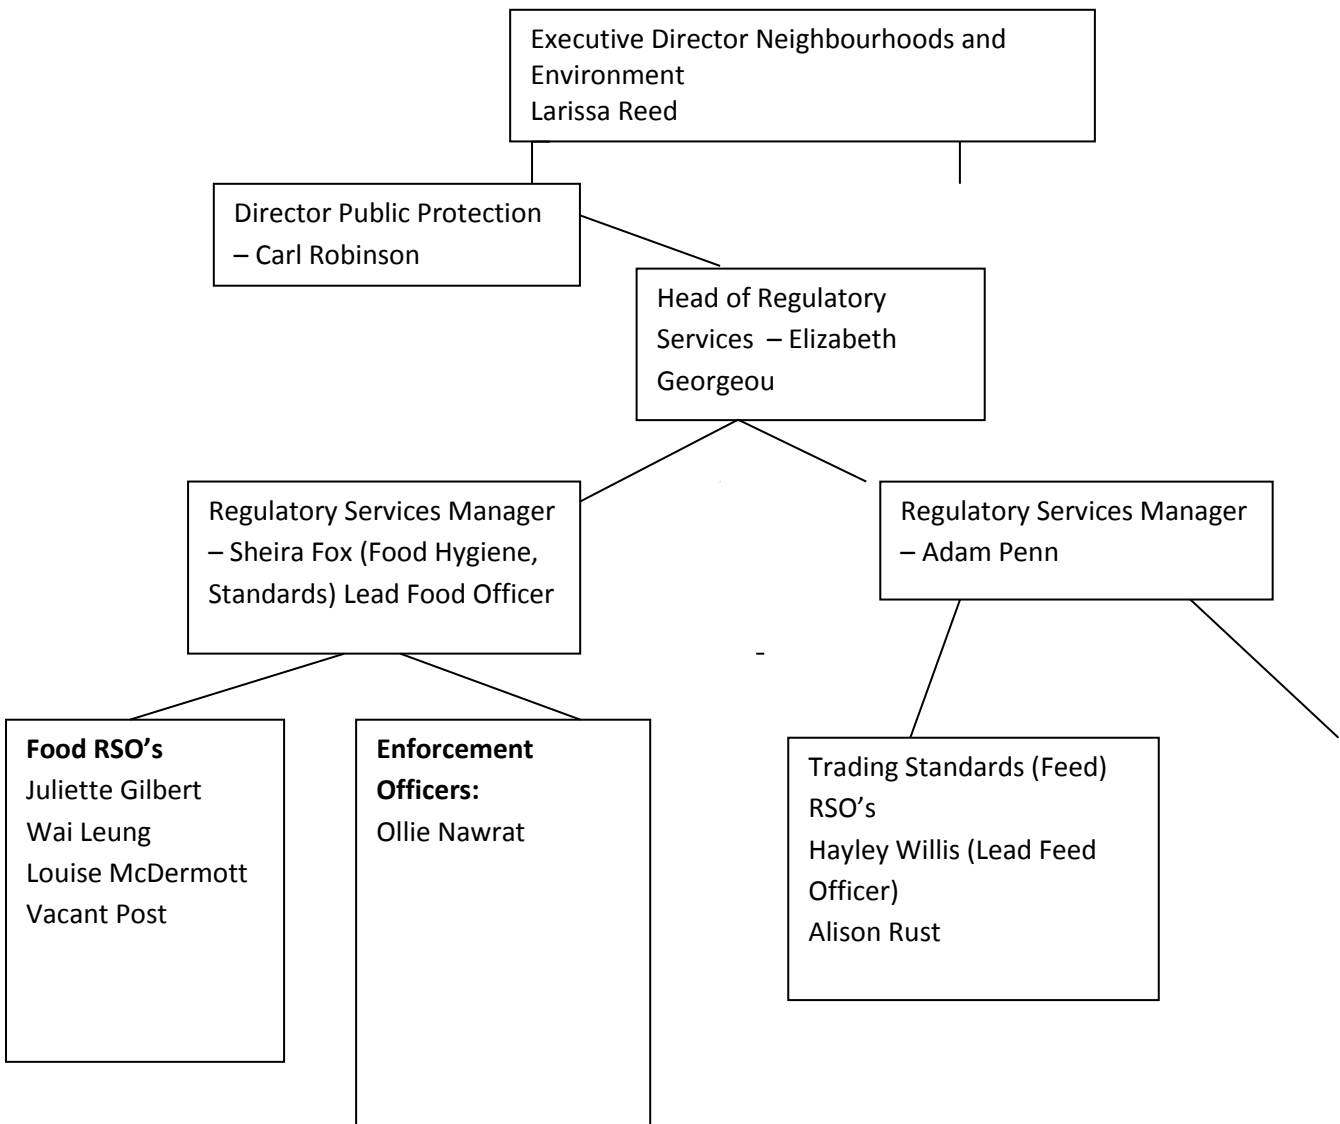 Executive Director Neighbourhoods and
Environment
Larissa Reed
Director Public Protection
– Carl Robinson
Head of Regulatory
Services – Elizabeth
Georgeou
Regulatory Services Manager
– Sheira Fox (Food Hygiene,
Standards) Lead Food Officer
Regulatory Services Manager
– Adam Penn
Food RSO’s
Juliette Gilbert
Wai Leung
Louise McDermott
Vacant Post
Enforcement
Officers:
Ollie Nawrat
Trading Standards (Feed)
RSO’s
Hayley Willis (Lead Feed
Officer)
Alison Rust